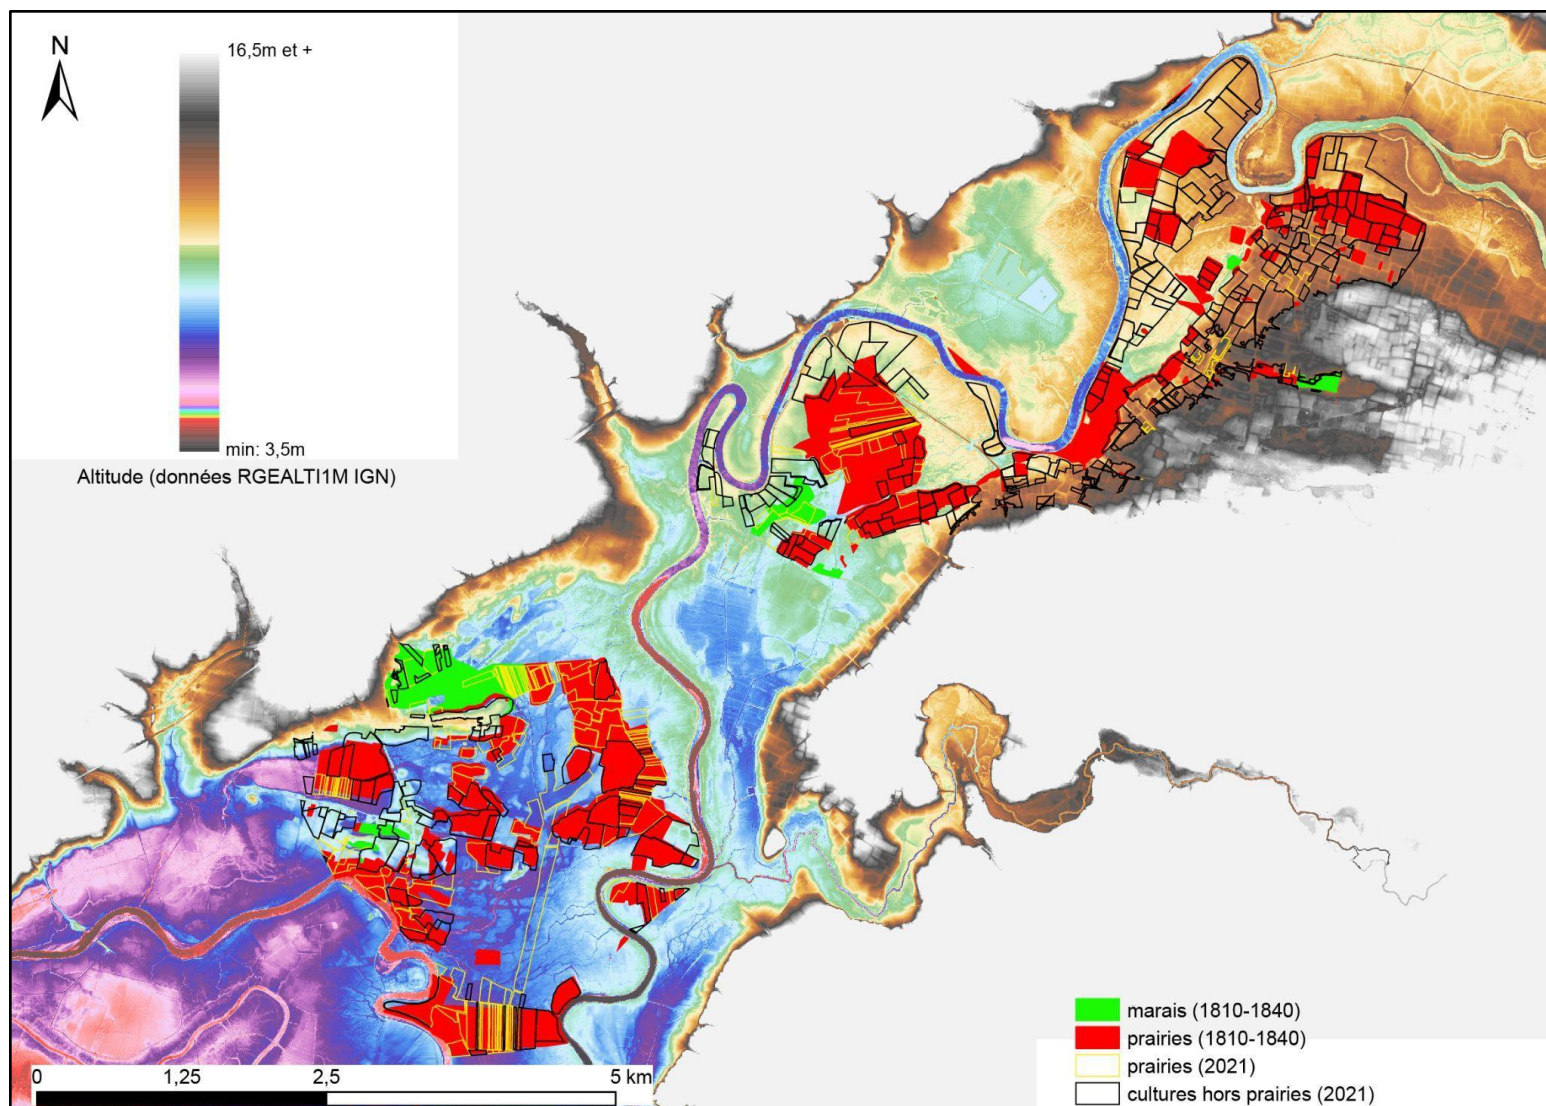 N
16,5m et +
min: 3,5m
Altitude (données RGEALTI1M IGN)
marais (1810-1840)
prairies (1810-1840)
prairies (2021)
cultures hors prairies (2021)
0 1,25 2,5 5 km